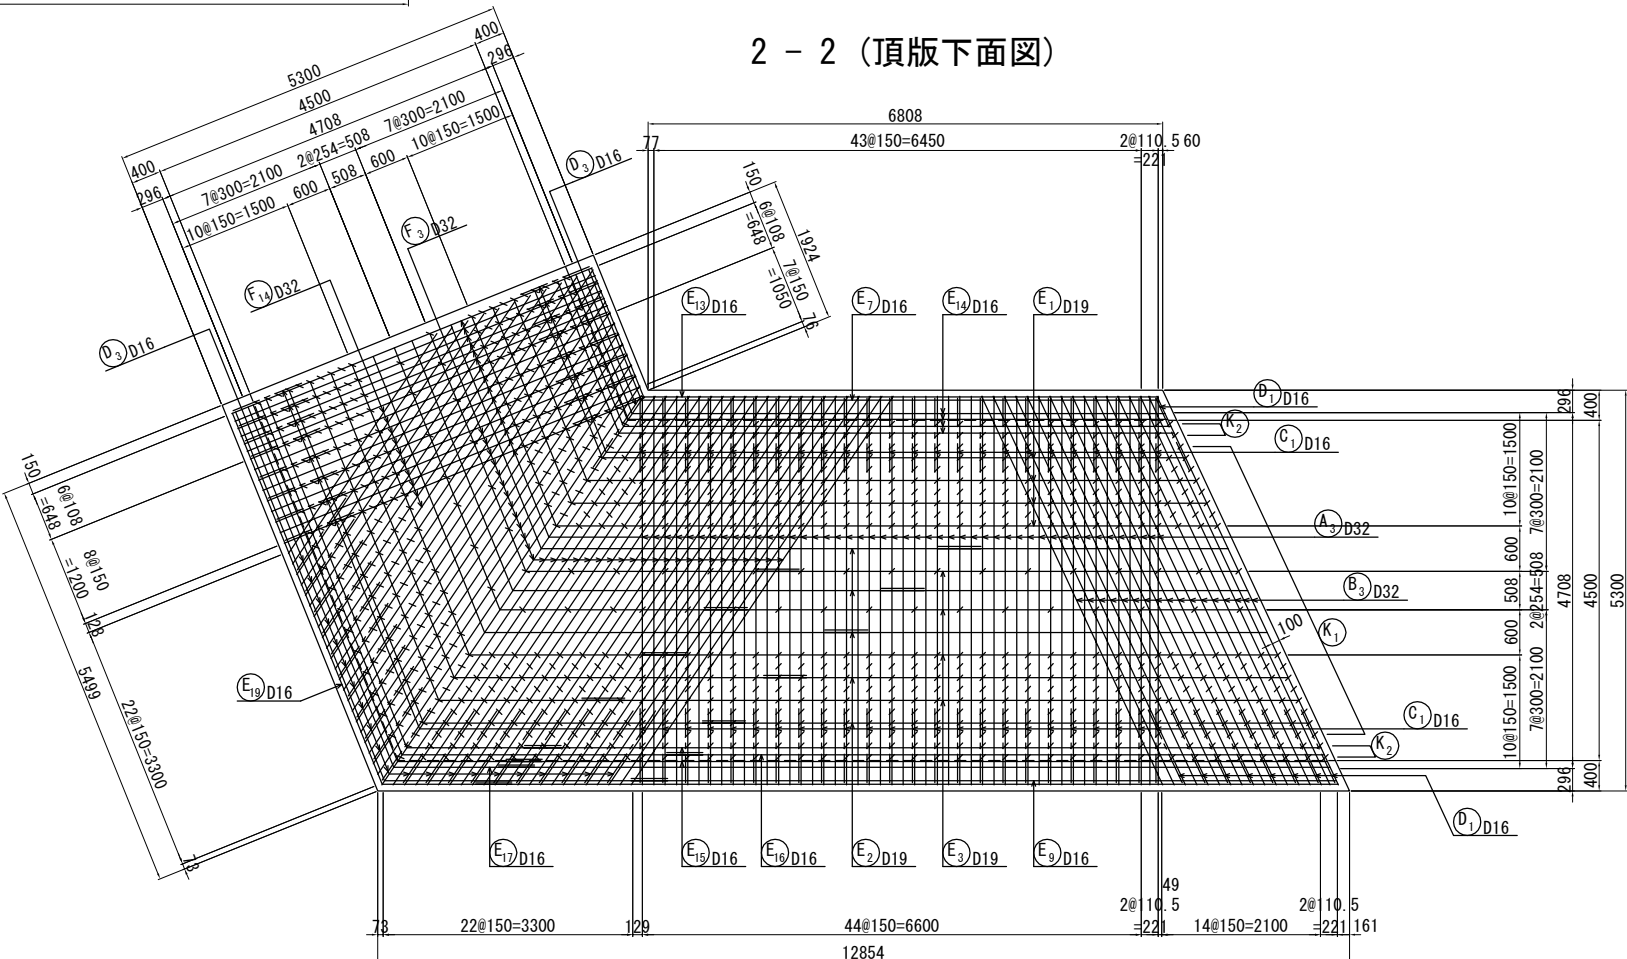 2 - 2 (頂版下面図)
400
5300
296
4500
4708
7@300=2100
2@254=508
10@150=1500
400
600
508
7@300=2100
600
296
10@150=1500
D3 D16
F3 D32
F14 D32
D3 D16
6808
77
43@150=6450
2@110.5
=221
60
150
6@108
=648
1924
7@150
=1050
76
E13 D16
E7 D16
E14 D16
E1 D19
D1 D16
K2
C1 D16
A3 D32
B3 D32
100
K1
C1 D16
K2
D1 D16
296
400
10@150=1500
7@300=2100
600
508
2@254=508
4708
4500
5300
600
10@150=1500
7@300=2100
296
400
150
6@108
=648
8@150
=1200
128
5499
22@150=3300
73
E19 D16
E17 D16
E15 D16
E16 D16
E2 D19
E3 D19
E9 D16
73
22@150=3300
129
44@150=6600
2@110.5
=221
49
14@150=2100
2@110.5
=221
161
12854